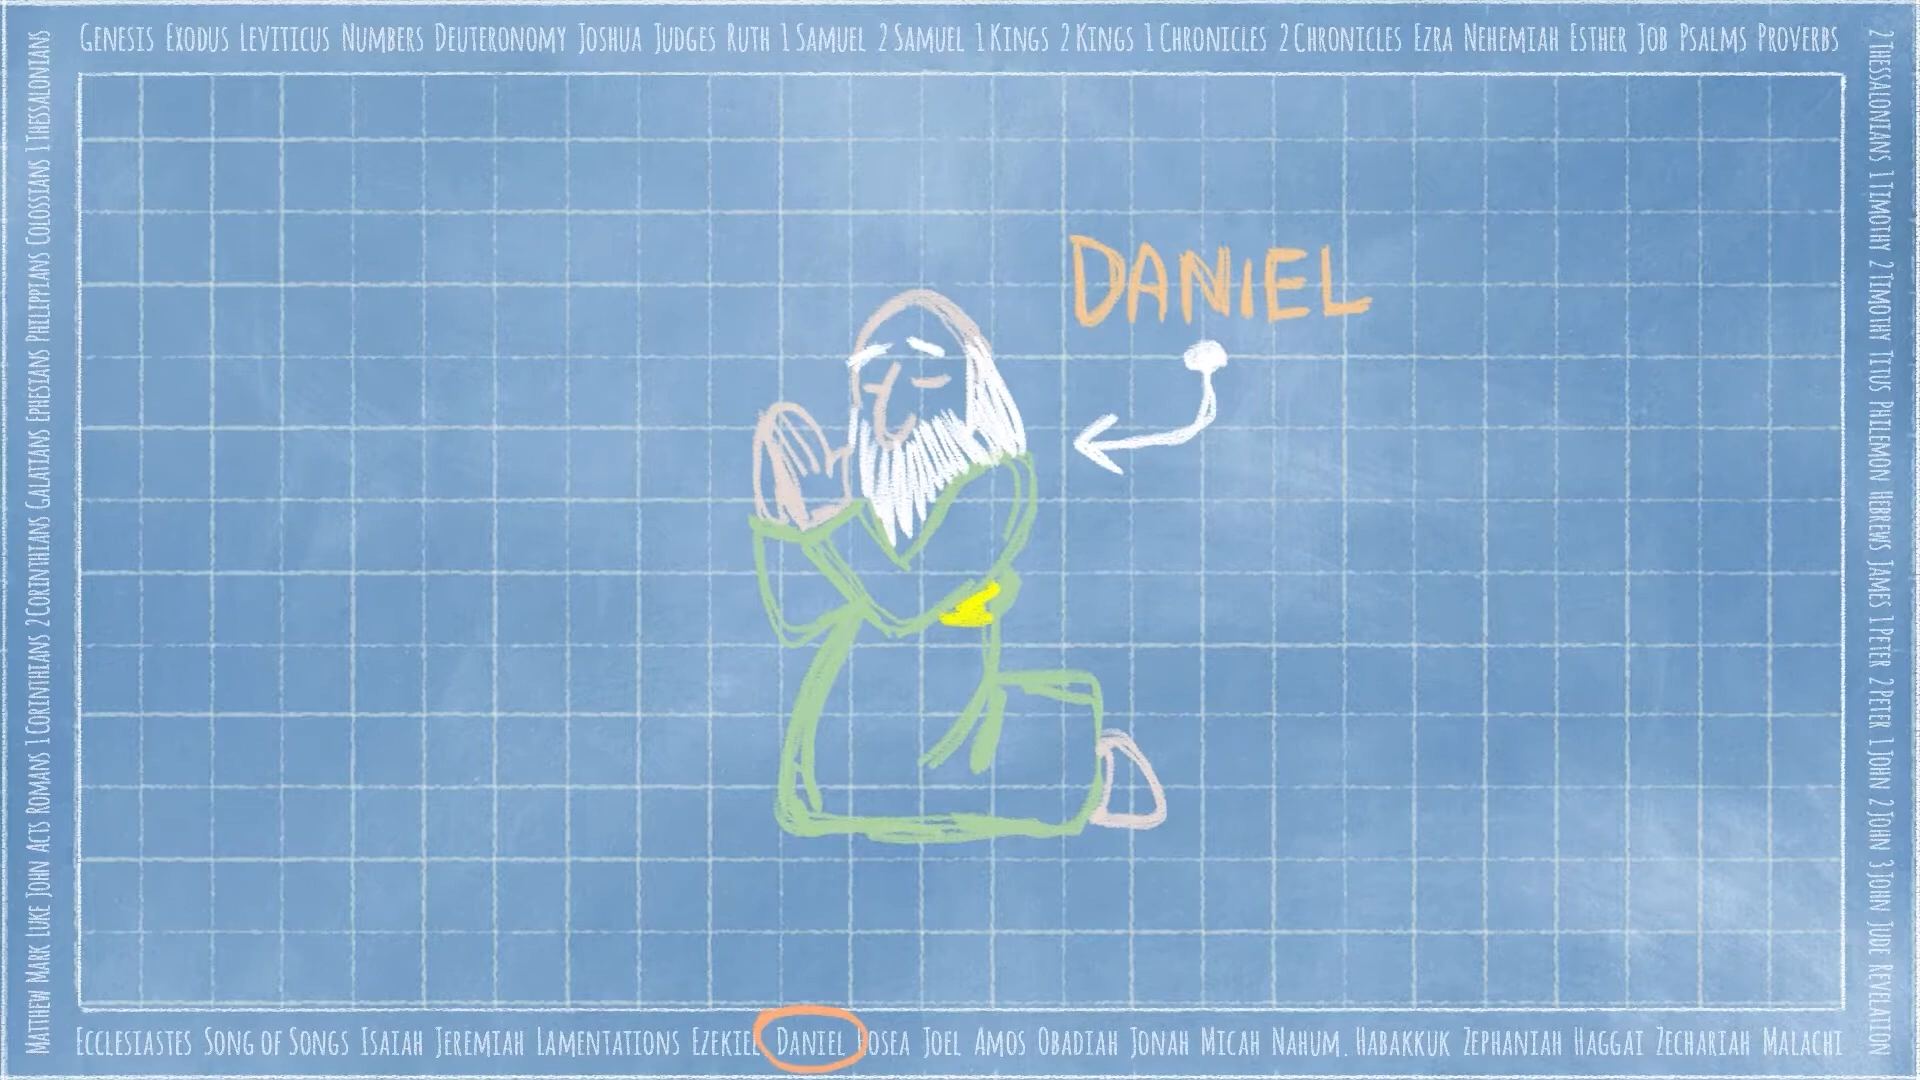 Genesis Exodus Leviticus Numbers Deuteronomy Joshua Judges Ruth 1 Samuel 2 Samuel 1 Kings 2 Kings 1 Chronicles 2 Chronicles Ezra Nehemiah Esther Job Psalms Proverbs
DANIEL
Ecclesiastes Song of Songs Isaiah Jeremiah Lamentations Ezekiel Daniel Hosea Joel Amos Obadiah Jonah Micah Nahum. Habakkuk Zephaniah Haggai Zechariah Malachi
Matthew Mark Luke John Acts Romans 1 Corinthians 2 Corinthians Galatians Ephesians Philippians Colossians 1 Thessalonians
2 Thessalonians 1 Timothy 2 Timothy Titus Philemon Hebrews James 1 Peter 2 Peter 1 John 2 John 3 John Jude Revelation